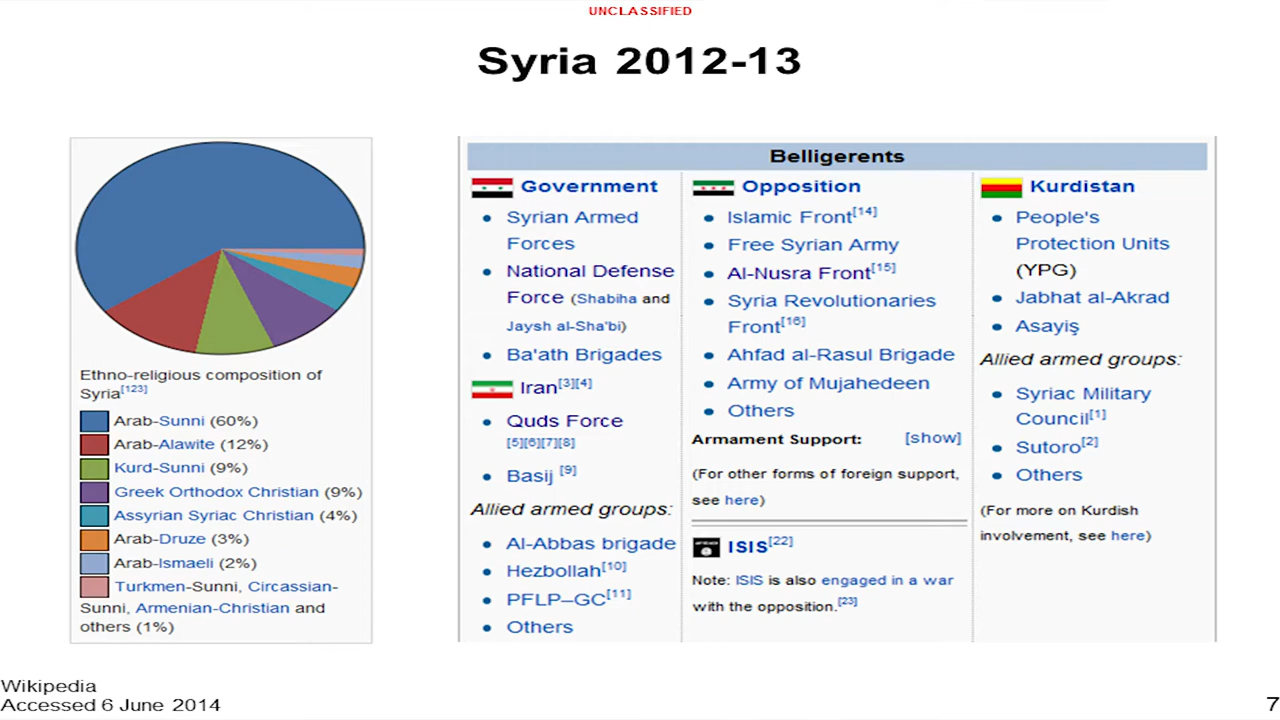 UNCLASSIFIED
Syria 2012-13
Ethno-religious composition of
Syria[123]
Arab-Sunni (60%)
Arab-Alawite (12%)
Kurd-Sunni (9%)
Greek Orthodox Christian (9%)
Assyrian Syriac Christian (4%)
Arab-Druze (3%)
Arab-Ismaeli (2%)
Turkmen-Sunni, Circassian-
Sunni, Armenian-Christian and
others (1%)
Belligerents
Government
Syrian Armed
Forces
National Defense
Force (Shabiha and
Jaysh al-Sha'bi)
Ba'ath Brigades
Iran[3][4]
Quds Force
[5][6][7][8]
Basij [9]
Allied armed groups:
Al-Abbas brigade
Hezbollah[10]
PFLP–GC[11]
Others
Opposition
Islamic Front[14]
Free Syrian Army
Al-Nusra Front[15]
Syria Revolutionaries
Front[16]
Ahfad al-Rasul Brigade
Army of Mujahedeen
Others
Armament Support: [show]
(For other forms of foreign support,
see here)
ISIS[22]
Note: ISIS is also engaged in a war
with the opposition.[23]
Kurdistan
People's
Protection Units
(YPG)
Jabhat al-Akrad
Asayiş
Allied armed groups:
Syriac Military
Council[1]
Sutoro[2]
Others
(For more on Kurdish
involvement, see here)
Wikipedia
Accessed 6 June 2014
7